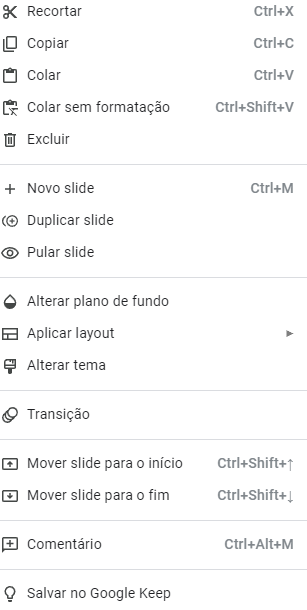 Recortar Ctrl+X
Copiar Ctrl+C
Colar Ctrl+V
Colar sem formatação Ctrl+Shift+V
Excluir
Novo slide Ctrl+M
Duplicar slide
Pular slide
Alterar plano de fundo
Aplicar layout ►
Alterar tema
Transição
Mover slide para o início Ctrl+Shift+↑
Mover slide para o fim Ctrl+Shift+↓
Comentário Ctrl+Alt+M
Salvar no Google Keep